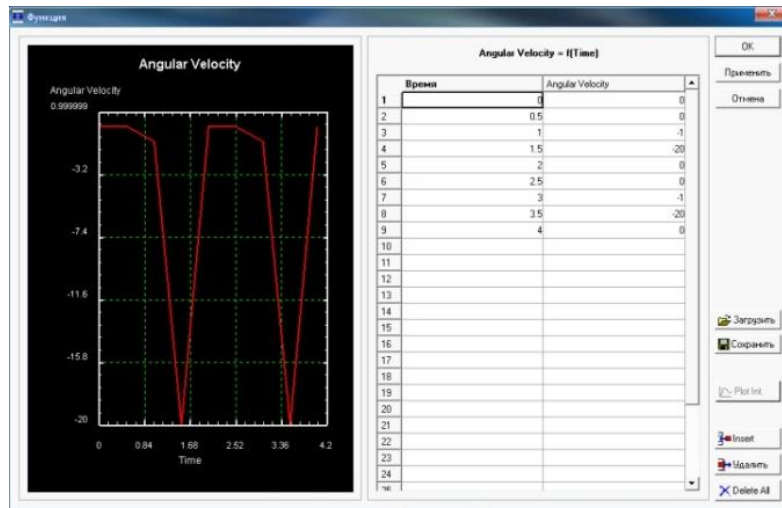 Функция
Angular Velocity
Angular Velocity
0.999999
-3.2
-7.4
-11.6
-15.8
-20
0 0.84 1.68 2.52 3.36 4.2
Time
Angular Velocity = f(Time)
Время Angular Velocity
1 0 0
2 0.5 0
3 1 -1
4 1.5 -20
5 2 0
6 2.5 0
7 3 -1
8 3.5 -20
9 4 0
10
11
12
13
14
15
16
17
18
19
20
21
22
23
24
OK
Применить
Отмена
Загрузить
Сохранить
Plot Int.
Insert
Удалить
Delete All